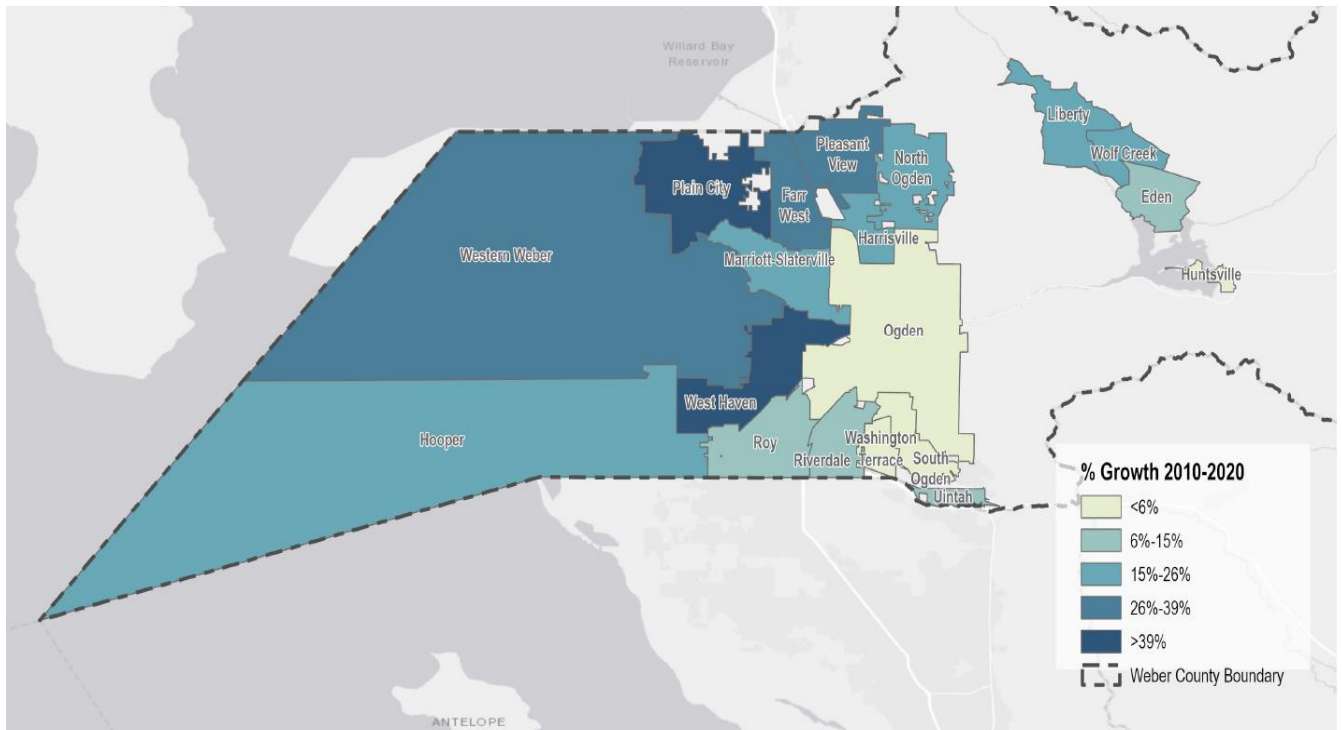 Willard Bay
Reservoir
Liberty
Pleasant
View
North
Ogden
Wolf Creek
Plain City
Farr
West
Eden
Harrisville
Western Weber
Marriott-Slaterville
Huntsville
Ogden
West Haven
Hooper
Roy
Washington
Terrace
Riverdale
South
Ogden
Uintah
% Growth 2010-2020
<6%
6%-15%
15%-26%
26%-39%
>39%
Weber County Boundary
ANTELOPE